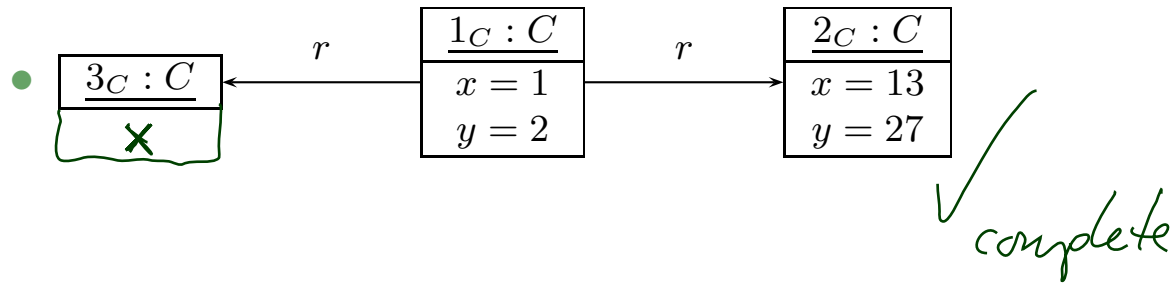 r r
3_C : C 1_C : C 2_C : C
x = 1 x = 13
y = 2 y = 27
×
complete